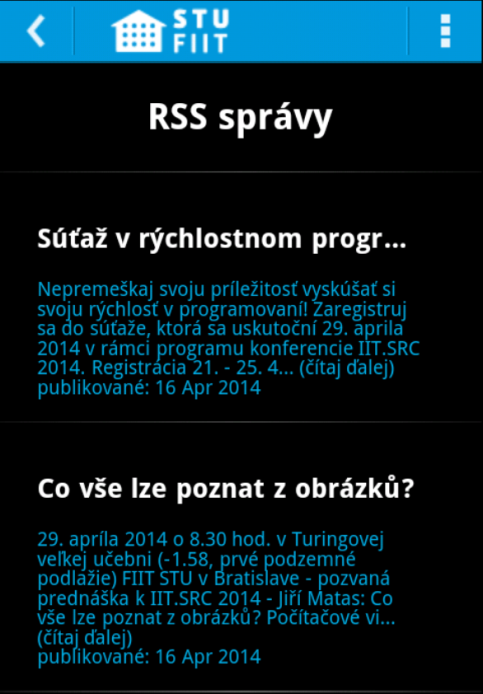 STU
FIIT
RSS správy
Súťaž v rýchlostnom progr...
Nepremeškaj svoju príležitosť vyskúšať si
svoju rýchlosť v programovaní! Zaregistruj
sa do súťaže, ktorá sa uskutoční 29. aprila
2014 v rámci programu konferencie IIT.SRC
2014. Registrácia 21. - 25. 4... (čítaj ďalej)
publikované: 16 Apr 2014
Co vše lze poznat z obrázků?
29. apríla 2014 o 8.30 hod. v Turingovej
veľkej učebni (-1.58, prvé podzemné
podlažie) FIIT STU v Bratislave - pozvaná
prednáška k IIT.SRC 2014 - Jiří Matas: Co
vše lze poznat z obrázků? Počítačové vi...
(čítaj ďalej)
publikované: 16 Apr 2014